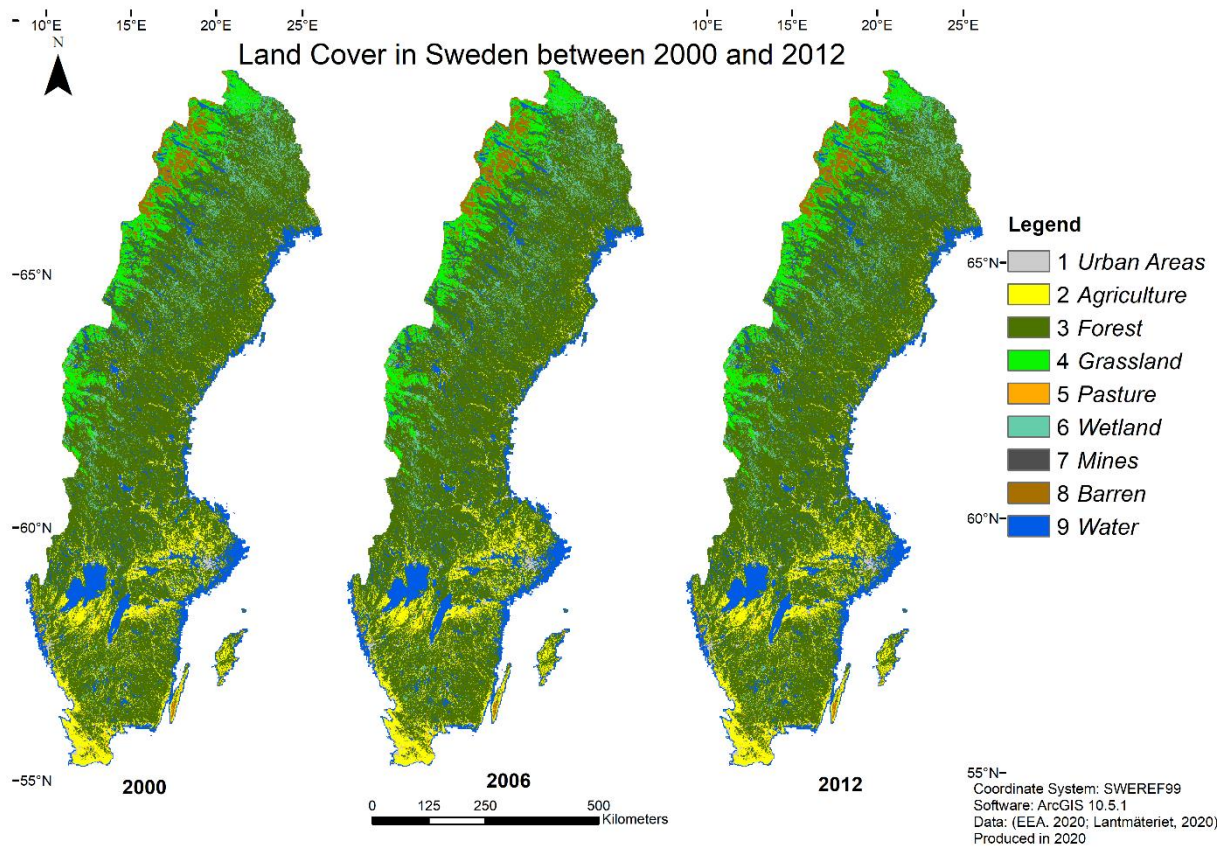 10°E 15°E 20°E 25°E 10°E 15°E 20°E 25°E
N
Land Cover in Sweden between 2000 and 2012
Legend
1 Urban Areas
2 Agriculture
3 Forest
4 Grassland
5 Pasture
6 Wetland
7 Mines
8 Barren
9 Water
65°N 65°N
60°N 60°N
55°N 55°N
2000 2006 2012
0 125 250 500
Kilometers
Coordinate System: SWEREF99
Software: ArcGIS 10.5.1
Data: (EEA. 2020; Lantmäteriet, 2020)
Produced in 2020